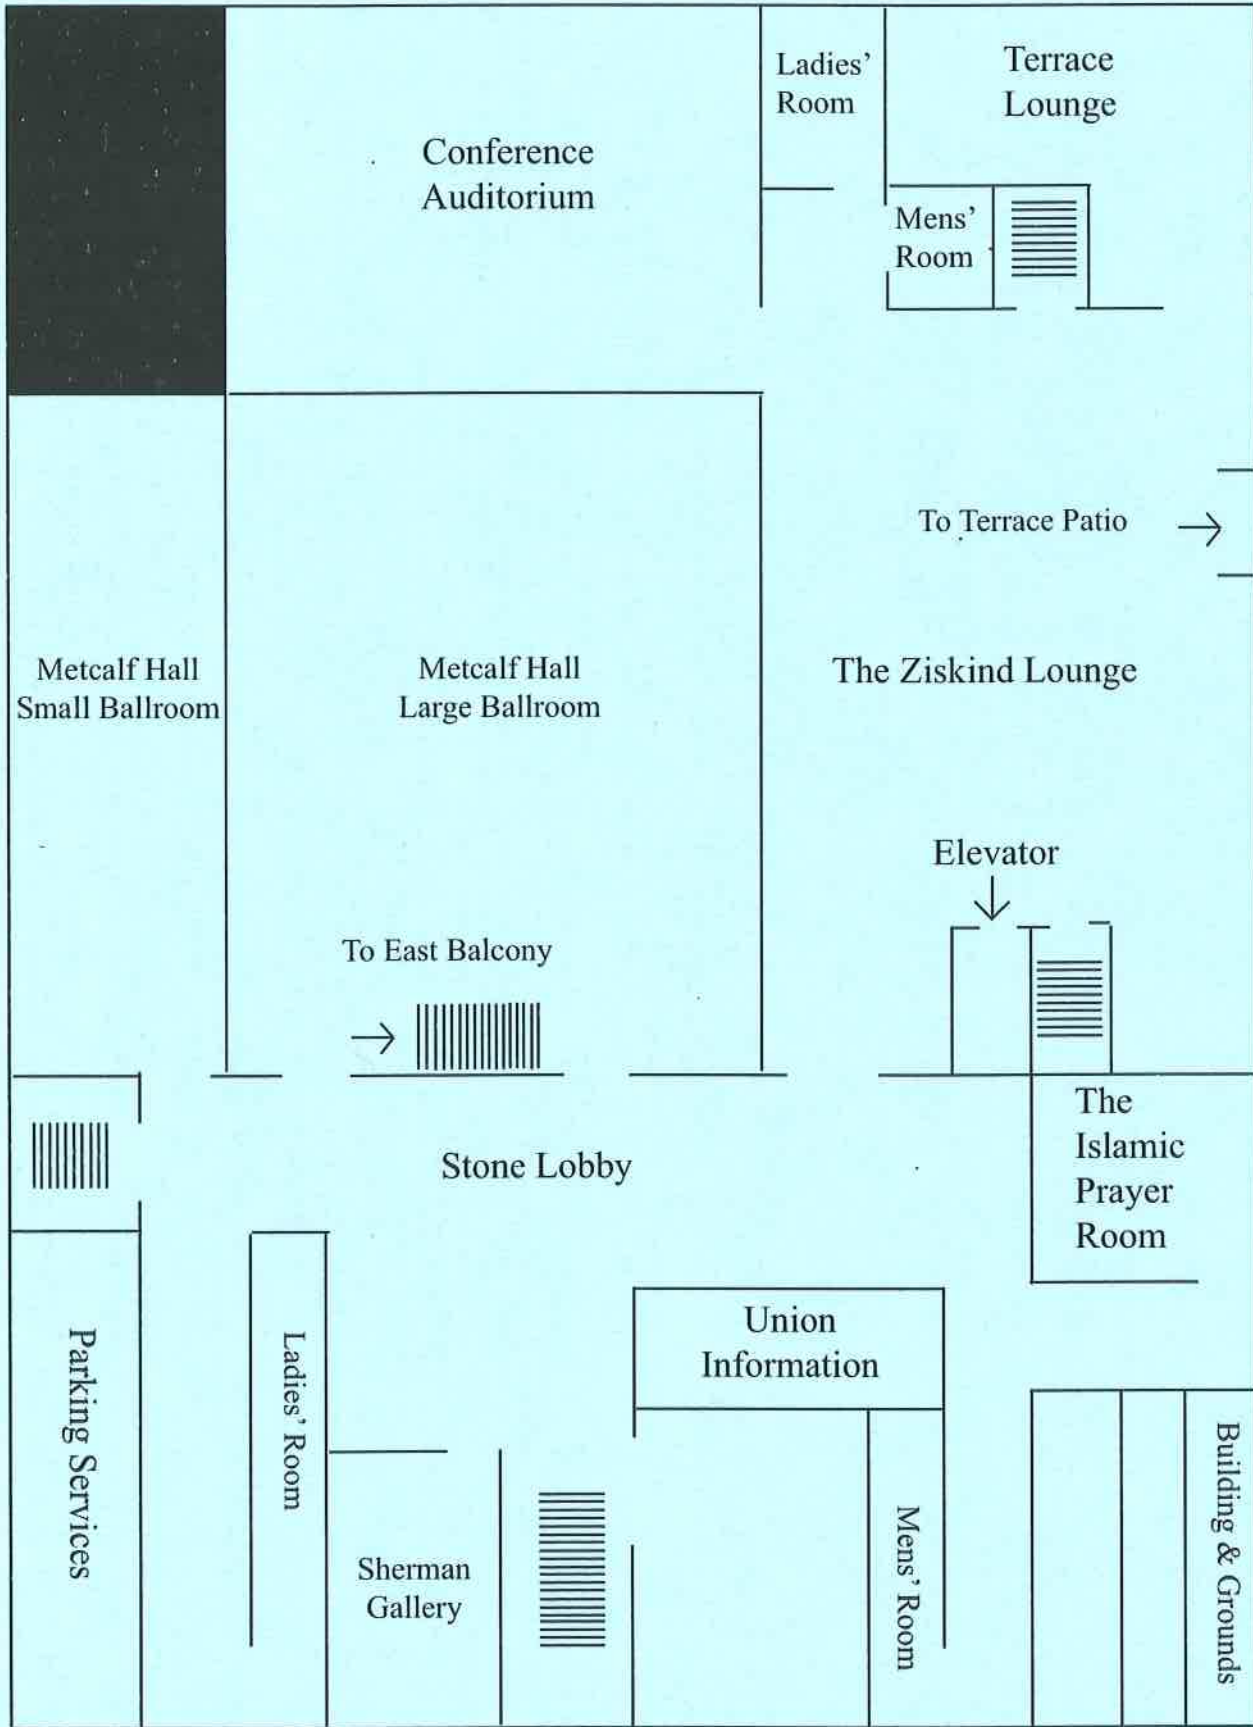 Ladies’
Room
Terrace
Lounge
Conference
Auditorium
Mens’
Room
To Terrace Patio
Metcalf Hall
Small Ballroom
Metcalf Hall
Large Ballroom
The Ziskind Lounge
Elevator
To East Balcony
The
Islamic
Prayer
Room
Stone Lobby
Union
Information
Parking Services
Ladies’ Room
Sherman
Gallery
Mens’ Room
Building & Grounds